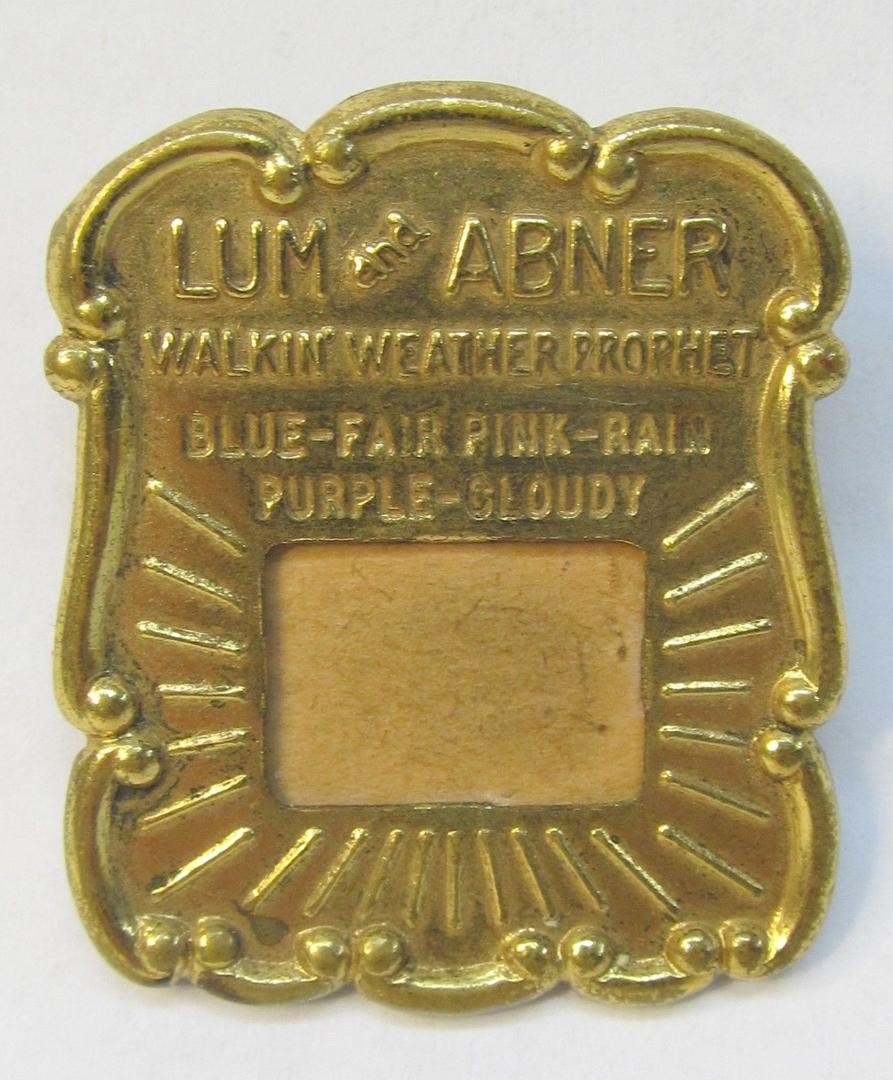 LUM and ABNER
WALKIN' WEATHER PROPHET
BLUE-FAIR PINK-RAIN
PURPLE-CLOUDY